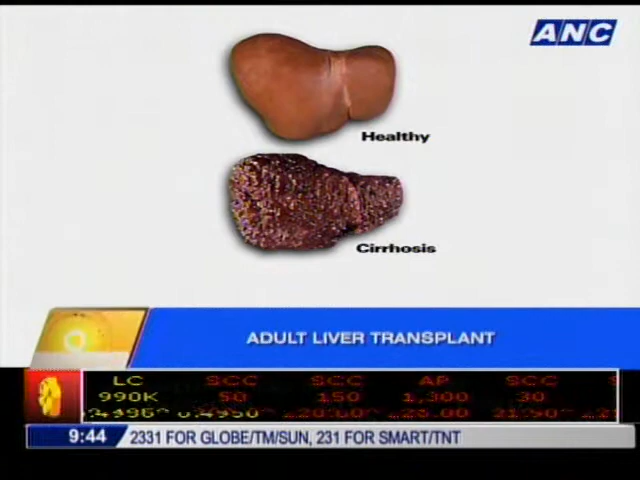 ANC
Healthy
Cirrhosis
ADULT LIVER TRANSPLANT
LC SCC SCC AP SCC
990K 50 150 1,300 30
9:44 2331 FOR GLOBE/TM/SUN, 231 FOR SMART/TNT